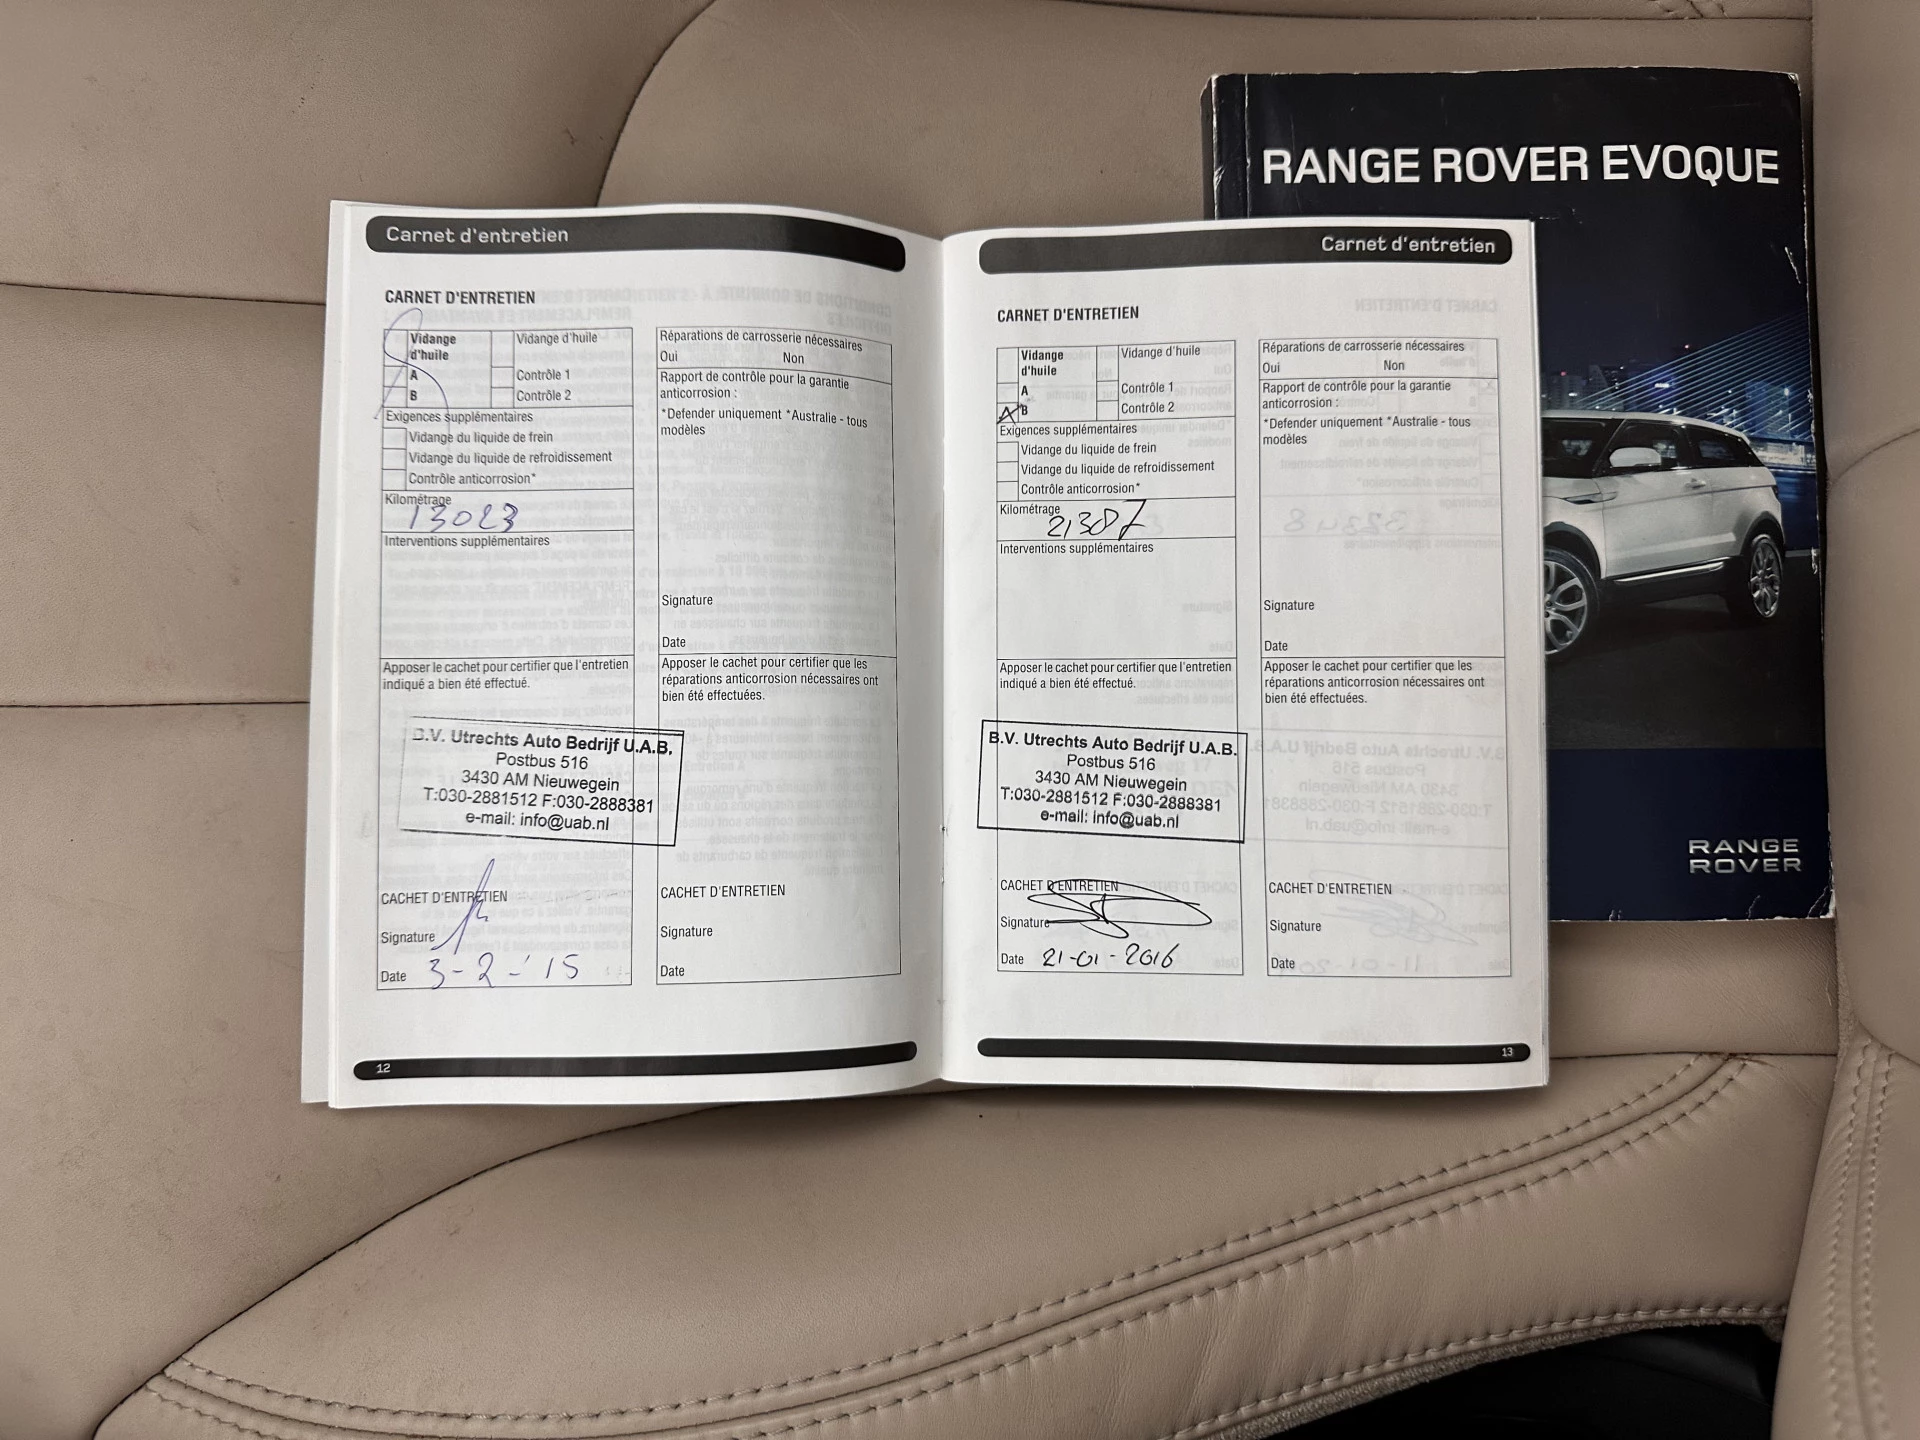 RANGE ROVER EVOQUE
RANGE
ROVER
Carnet d'entretien
CARNET D'ENTRETIEN
Vidange d'huile
Vidange d'huile
A
Contrôle 1
B
Contrôle 2
Exigences supplémentaires
Vidange du liquide de frein
Vidange du liquide de refroidissement
Contrôle anticorrosion*
Kilométrage
13023
Interventions supplémentaires
Apposer le cachet pour certifier que l'entretien
indiqué a bien été effectué.
B.V. Utrechts Auto Bedrijf U.A.B.
Postbus 516
3430 AM Nieuwegein
T:030-2881512 F:030-2888381
e-mail: info@uab.nl
CACHET D'ENTRETIEN
Signature
Date 3-2-'15
Réparations de carrosserie nécessaires
Oui Non
Rapport de contrôle pour la garantie
anticorrosion :
*Defender uniquement *Australie - tous
modèles
Signature
Date
Apposer le cachet pour certifier que les
réparations anticorrosion nécessaires ont
bien été effectuées.
CACHET D'ENTRETIEN
Signature
Date
12
Carnet d'entretien
CARNET D'ENTRETIEN
Vidange d'huile
Vidange d'huile
A
Contrôle 1
X B
Contrôle 2
Exigences supplémentaires
Vidange du liquide de frein
Vidange du liquide de refroidissement
Contrôle anticorrosion*
Kilométrage
21387
Interventions supplémentaires
Apposer le cachet pour certifier que l'entretien
indiqué a bien été effectué.
B.V. Utrechts Auto Bedrijf U.A.B.
Postbus 516
3430 AM Nieuwegein
T:030-2881512 F:030-2888381
e-mail: info@uab.nl
CACHET D'ENTRETIEN
Signature
Date 21-01-2016
Réparations de carrosserie nécessaires
Oui Non
Rapport de contrôle pour la garantie
anticorrosion :
*Defender uniquement *Australie - tous
modèles
Signature
Date
Apposer le cachet pour certifier que les
réparations anticorrosion nécessaires ont
bien été effectuées.
CACHET D'ENTRETIEN
Signature
Date
13